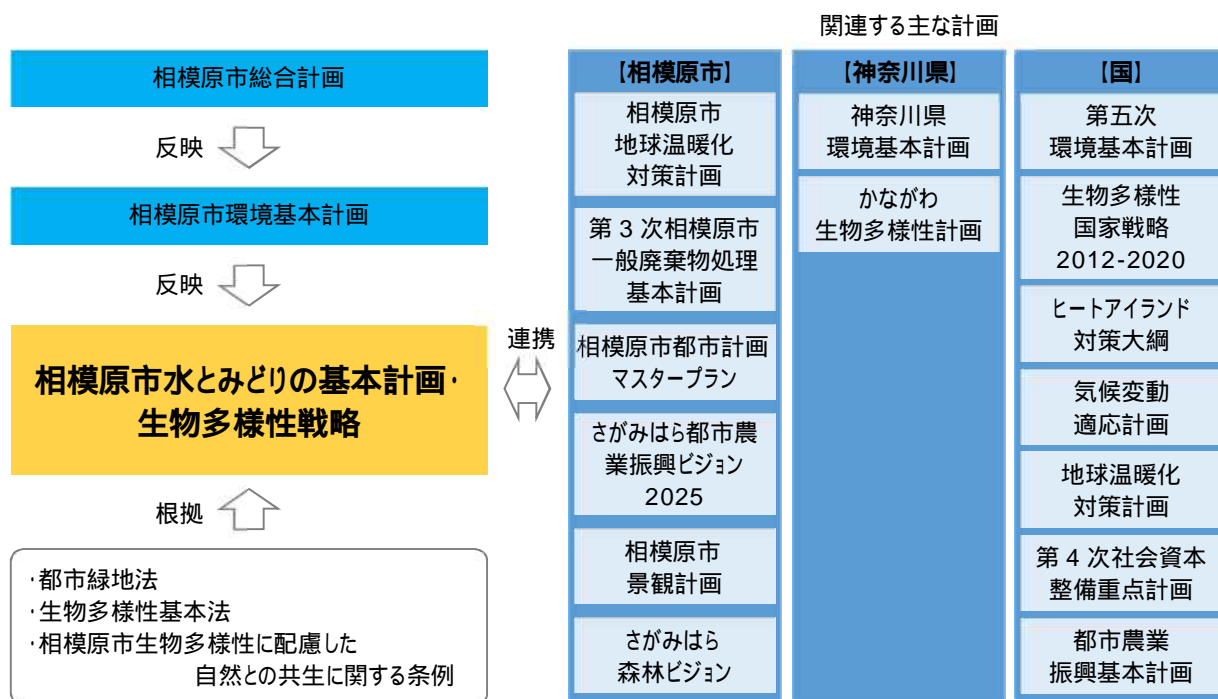 関連する主な計画
相模原市総合計画
反映
相模原市環境基本計画
反映
相模原市水とみどりの基本計画・
生物多様性戦略
根拠
・都市緑地法
・生物多様性基本法
・相模原市生物多様性に配慮した
自然との共生に関する条例
連携
【相模原市】
相模原市
地球温暖化
対策計画
第3次相模原市
一般廃棄物処理
基本計画
相模原市都市計画
マスタープラン
さがみはら都市農
業振興ビジョン
2025
相模原市
景観計画
さがみはら
森林ビジョン
【神奈川県】
神奈川県
環境基本計画
かながわ
生物多様性計画
【国】
第五次
環境基本計画
生物多様性
国家戦略
2012-2020
ヒートアイランド
対策大綱
気候変動
適応計画
地球温暖化
対策計画
第4次社会資本
整備重点計画
都市農業
振興基本計画